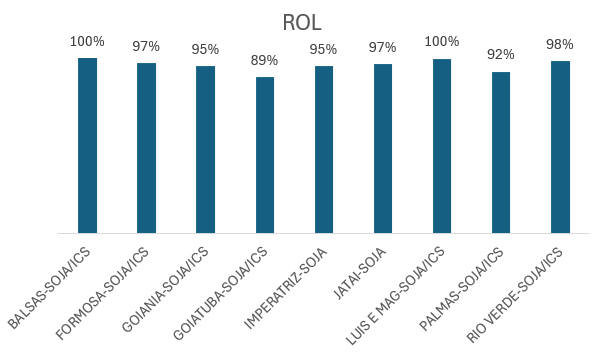 ROL
100%
97%
95%
89%
95%
97%
100%
92%
98%
BALSAS-SOJA/ICS
FORMOSA-SOJA/ICS
GOIANIA-SOJA/ICS
GOIATUBA-SOJA/ICS
IMPERATRIZ-SOJA
JATAI-SOJA
LUIS E MAG-SOJA/ICS
PALMAS-SOJA/ICS
RIO VERDE-SOJA/ICS